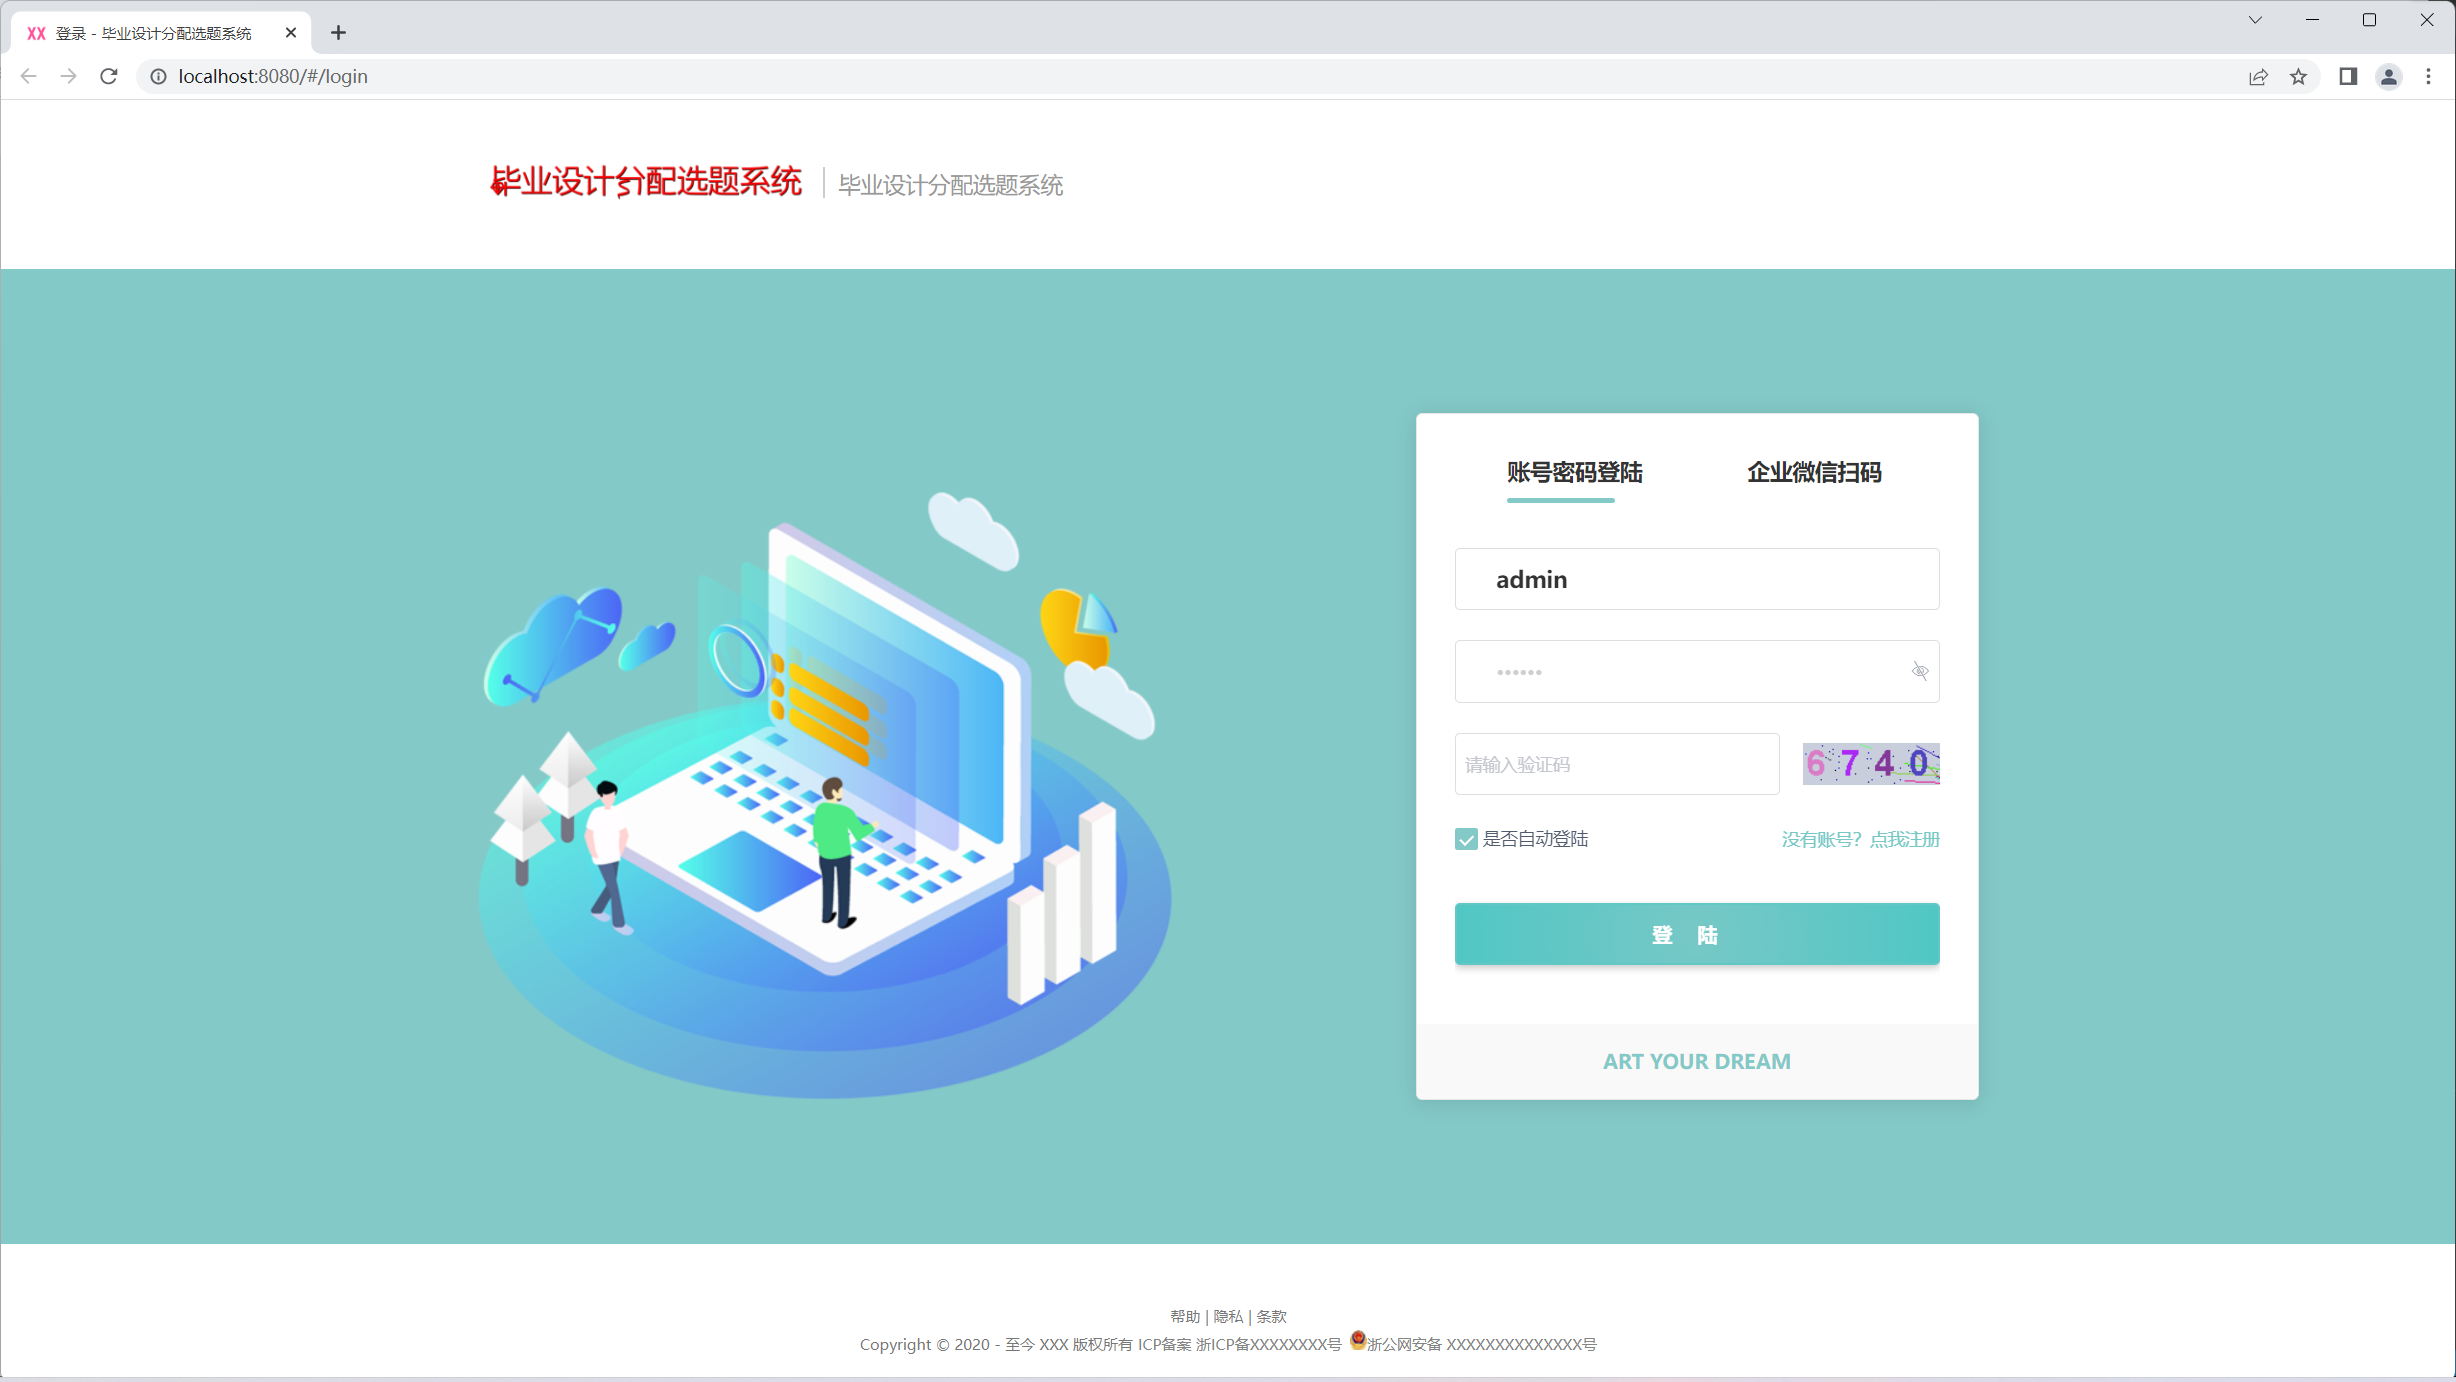 XX 登录 - 毕业设计分配选题系统
localhost:8080/#/login
毕业设计分配选题系统 毕业设计分配选题系统
账号密码登陆 企业微信扫码
admin
••••••
请输入验证码 6740
是否自动登陆 没有账号？点我注册
登 陆
ART YOUR DREAM
帮助 | 隐私 | 条款
Copyright © 2020 - 至今 XXX 版权所有 ICP备案 浙ICP备XXXXXXXX号 浙公网安备 XXXXXXXXXXXXXX号